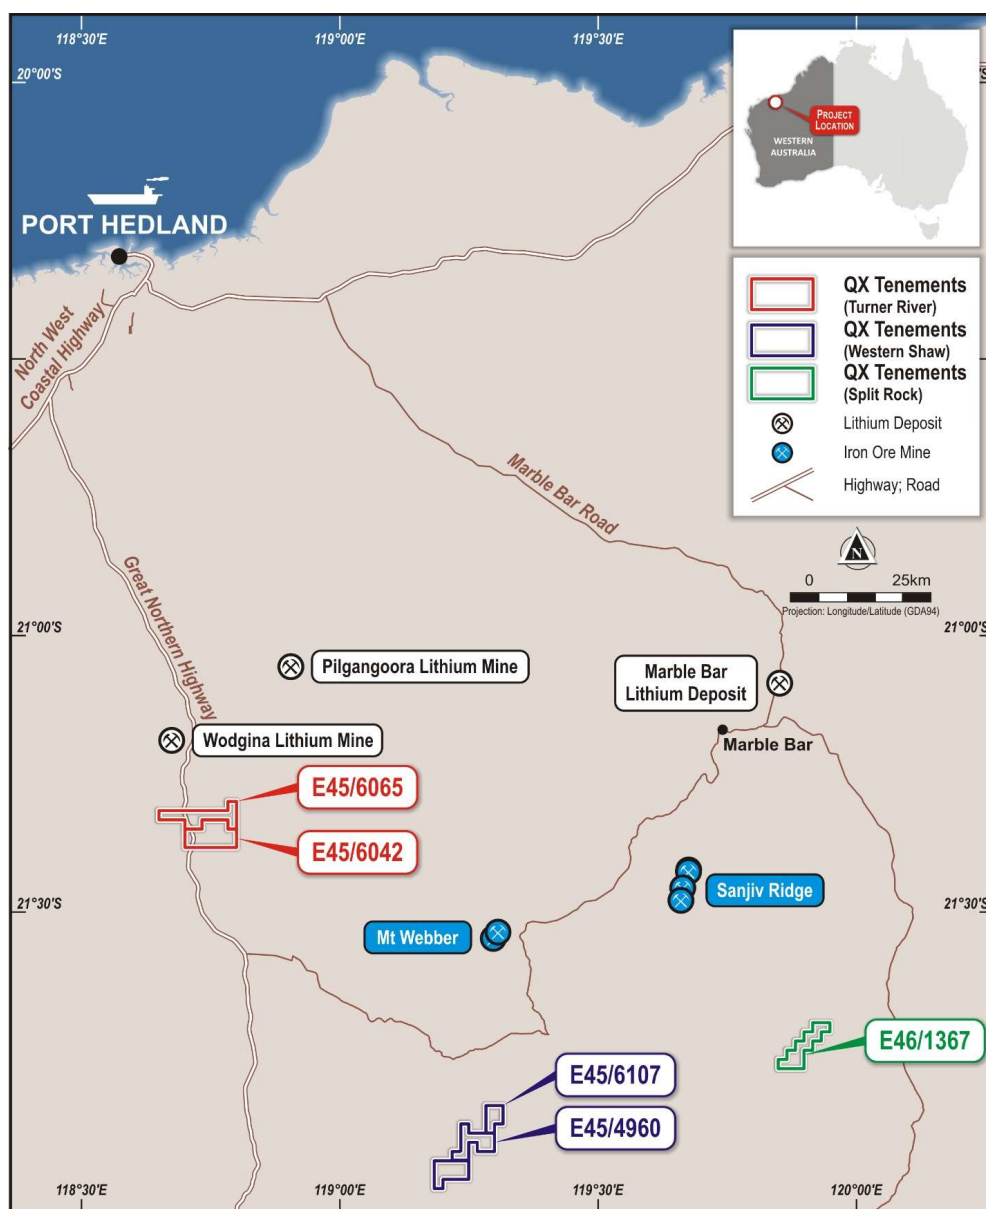 118°30'E
119°00'E
119°30'E
20°00'S
PROJECT
LOCATION
WESTERN
AUSTRALIA
PORT HEDLAND
North West
Coastal Highway
QX Tenements
(Turner River)
QX Tenements
(Western Shaw)
QX Tenements
(Split Rock)
Lithium Deposit
Iron Ore Mine
Highway; Road
Marble Bar Road
N
0 25km
Projection: Longitude/Latitude (GDA94)
Great Northern Highway
21°00'S
21°00'S
Pilgangoora Lithium Mine
Marble Bar
Lithium Deposit
Wodgina Lithium Mine
Marble Bar
E45/6065
E45/6042
Sanjiv Ridge
21°30'S
21°30'S
Mt Webber
E46/1367
E45/6107
E45/4960
118°30'E
119°00'E
119°30'E
120°00'E